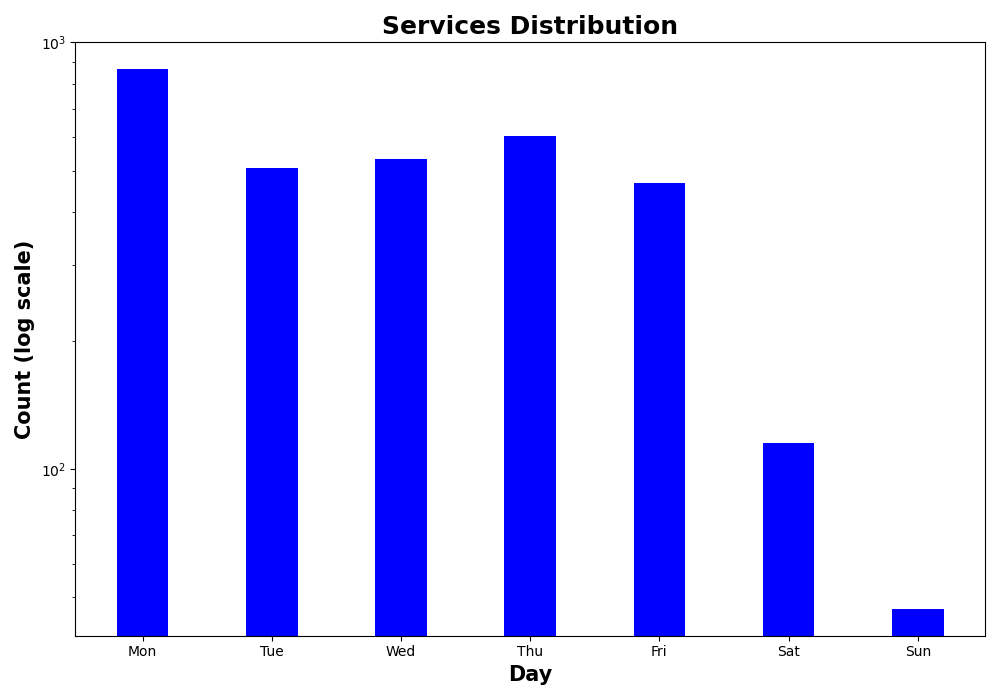 Services Distribution
10³
10²
Count (log scale)
Mon Tue Wed Thu Fri Sat Sun
Day